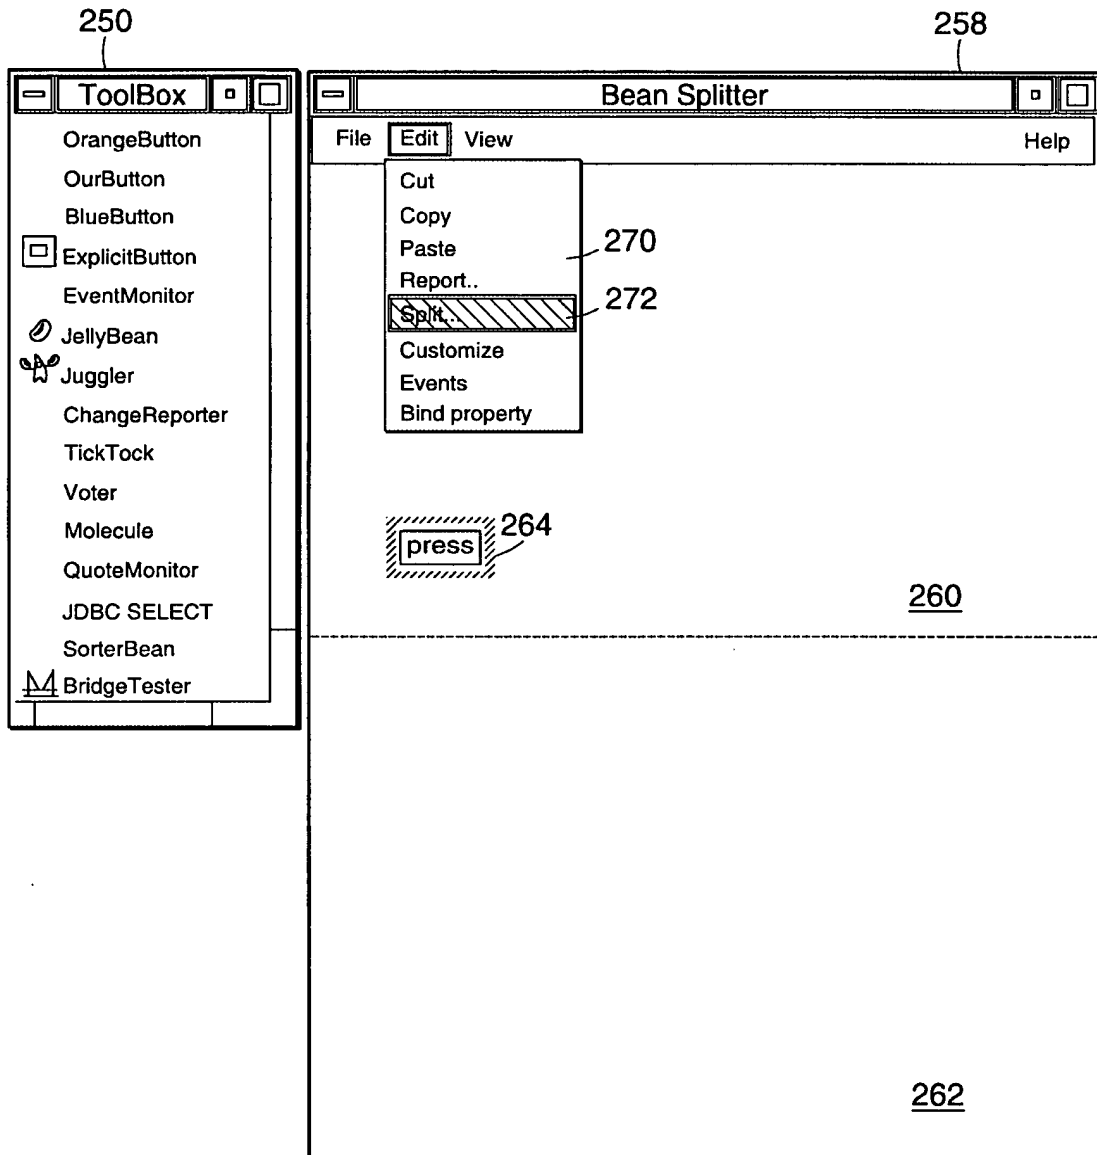 250
258
ToolBox
Bean Splitter
OrangeButton
OurButton
BlueButton
ExplicitButton
EventMonitor
JellyBean
Juggler
ChangeReporter
TickTock
Voter
Molecule
QuoteMonitor
JDBC SELECT
SorterBean
BridgeTester
File Edit View Help
Cut
Copy
Paste
Report..
Split...
Customize
Events
Bind property
270
272
press
264
260
262